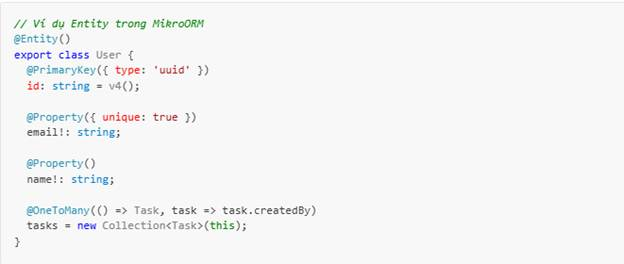 // Ví dụ Entity trong MikroORM
@Entity()
export class User {
  @PrimaryKey({ type: 'uuid' })
  id: string = v4();

  @Property({ unique: true })
  email!: string;

  @Property()
  name!: string;

  @OneToMany(() => Task, task => task.createdBy)
  tasks = new Collection<Task>(this);
}